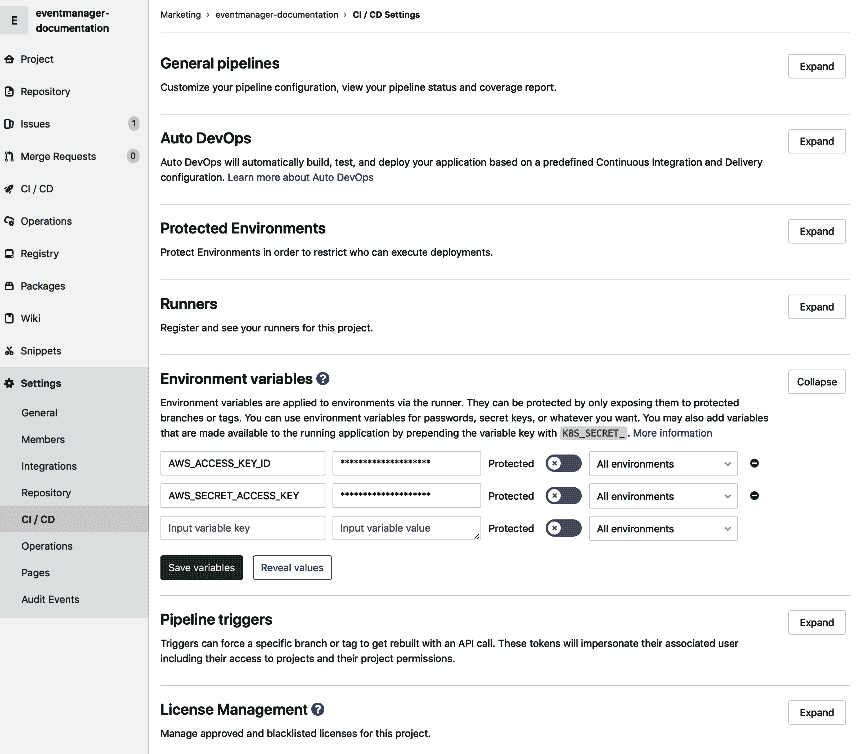 E
eventmanager-
documentation
Project
Repository
Issues 1
Merge Requests 0
CI / CD
Operations
Registry
Packages
Wiki
Snippets
Settings
General
Members
Integrations
Repository
CI / CD
Operations
Pages
Audit Events
Marketing › eventmanager-documentation › CI / CD Settings
General pipelines
Expand
Customize your pipeline configuration, view your pipeline status and coverage report.
Auto DevOps
Expand
Auto DevOps will automatically build, test, and deploy your application based on a predefined Continuous Integration and Delivery
configuration. Learn more about Auto DevOps
Protected Environments
Expand
Protect Environments in order to restrict who can execute deployments.
Runners
Expand
Register and see your runners for this project.
Environment variables ?
Collapse
Environment variables are applied to environments via the runner. They can be protected by only exposing them to protected
branches or tags. You can use environment variables for passwords, secret keys, or whatever you want. You may also add variables
that are made available to the running application by prepending the variable key with K8S_SECRET_. More information
AWS_ACCESS_KEY_ID ******************** Protected All environments
AWS_SECRET_ACCESS_KEY ******************** Protected All environments
Input variable key Input variable value Protected All environments
Save variables Reveal values
Pipeline triggers
Expand
Triggers can force a specific branch or tag to get rebuilt with an API call. These tokens will impersonate their associated user
including their access to projects and their project permissions.
License Management ?
Expand
Manage approved and blacklisted licenses for this project.